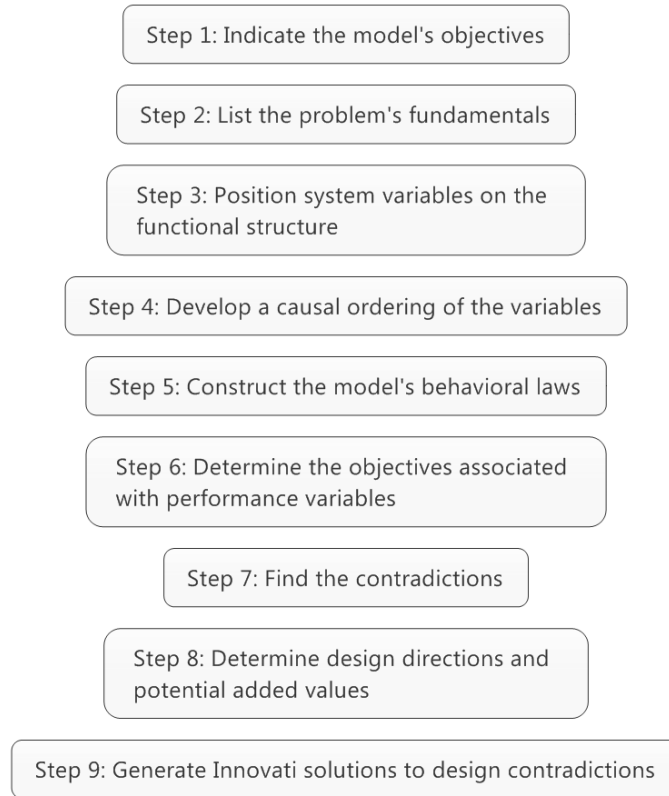 Step 1: Indicate the model's objectives
Step 2: List the problem's fundamentals
Step 3: Position system variables on the
functional structure
Step 4: Develop a causal ordering of the variables
Step 5: Construct the model's behavioral laws
Step 6: Determine the objectives associated
with performance variables
Step 7: Find the contradictions
Step 8: Determine design directions and
potential added values
Step 9: Generate Innovati solutions to design contradictions